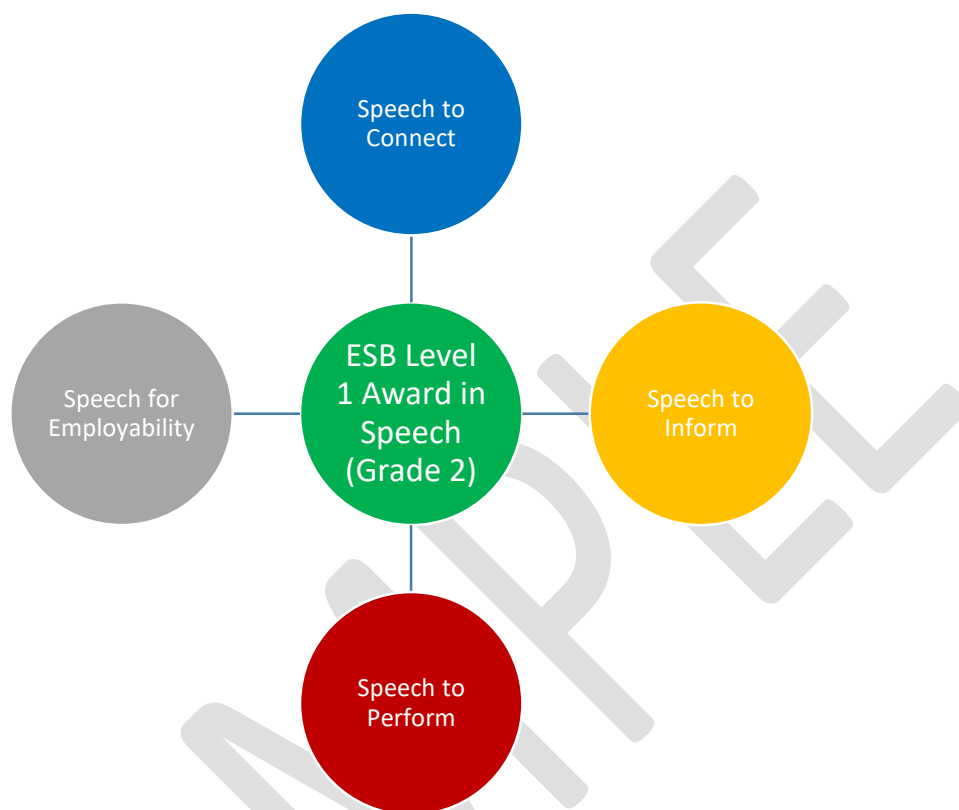 Speech to
Connect
Speech for
Employability
ESB Level
1 Award in
Speech
(Grade 2)
Speech to
Inform
Speech to
Perform
MPLE